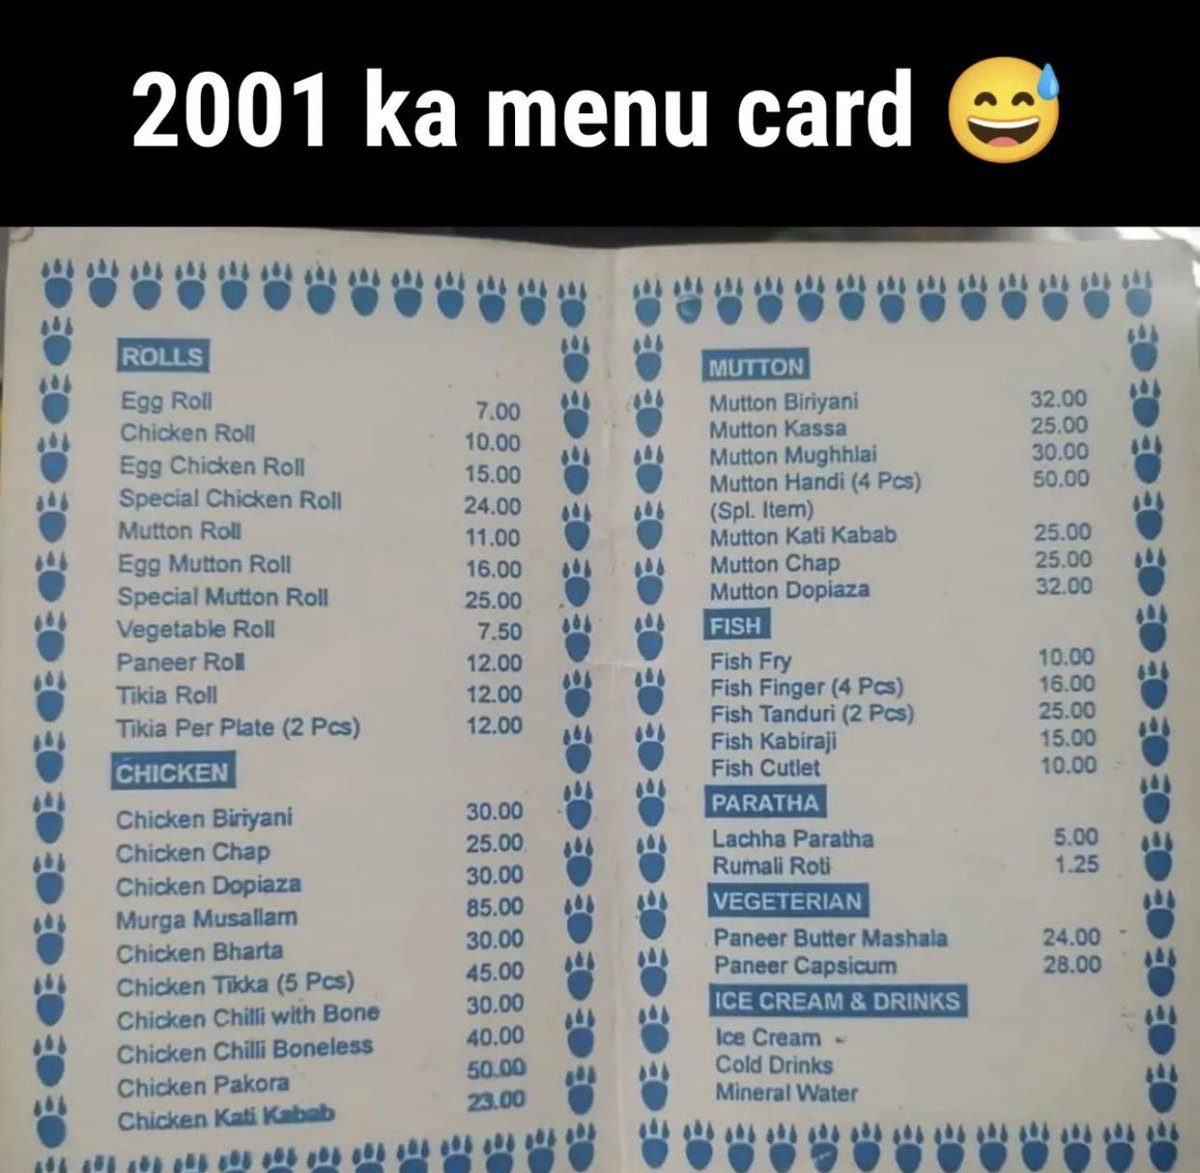 2001 ka menu card 😅
ROLLS
Egg Roll 7.00
Chicken Roll 10.00
Egg Chicken Roll 15.00
Special Chicken Roll 24.00
Mutton Roll 11.00
Egg Mutton Roll 16.00
Special Mutton Roll 25.00
Vegetable Roll 7.50
Paneer Roll 12.00
Tikia Roll 12.00
Tikia Per Plate (2 Pcs) 12.00
CHICKEN
Chicken Biriyani 30.00
Chicken Chap 25.00
Chicken Dopiaza 30.00
Murga Musallam 85.00
Chicken Bharta 30.00
Chicken Tikka (5 Pcs) 45.00
Chicken Chilli with Bone 30.00
Chicken Chilli Boneless 40.00
Chicken Pakora 50.00
Chicken Kati Kabab 23.00
MUTTON
Mutton Biriyani 32.00
Mutton Kassa 25.00
Mutton Mughhlai 30.00
Mutton Handi (4 Pcs) 50.00
(Spl. Item)
Mutton Kati Kabab 25.00
Mutton Chap 25.00
Mutton Dopiaza 32.00
FISH
Fish Fry 10.00
Fish Finger (4 Pcs) 16.00
Fish Tanduri (2 Pcs) 25.00
Fish Kabiraji 15.00
Fish Cutlet 10.00
PARATHA
Lachha Paratha 5.00
Rumali Roti 1.25
VEGETERIAN
Paneer Butter Mashala 24.00
Paneer Capsicum 28.00
ICE CREAM & DRINKS
Ice Cream
Cold Drinks
Mineral Water